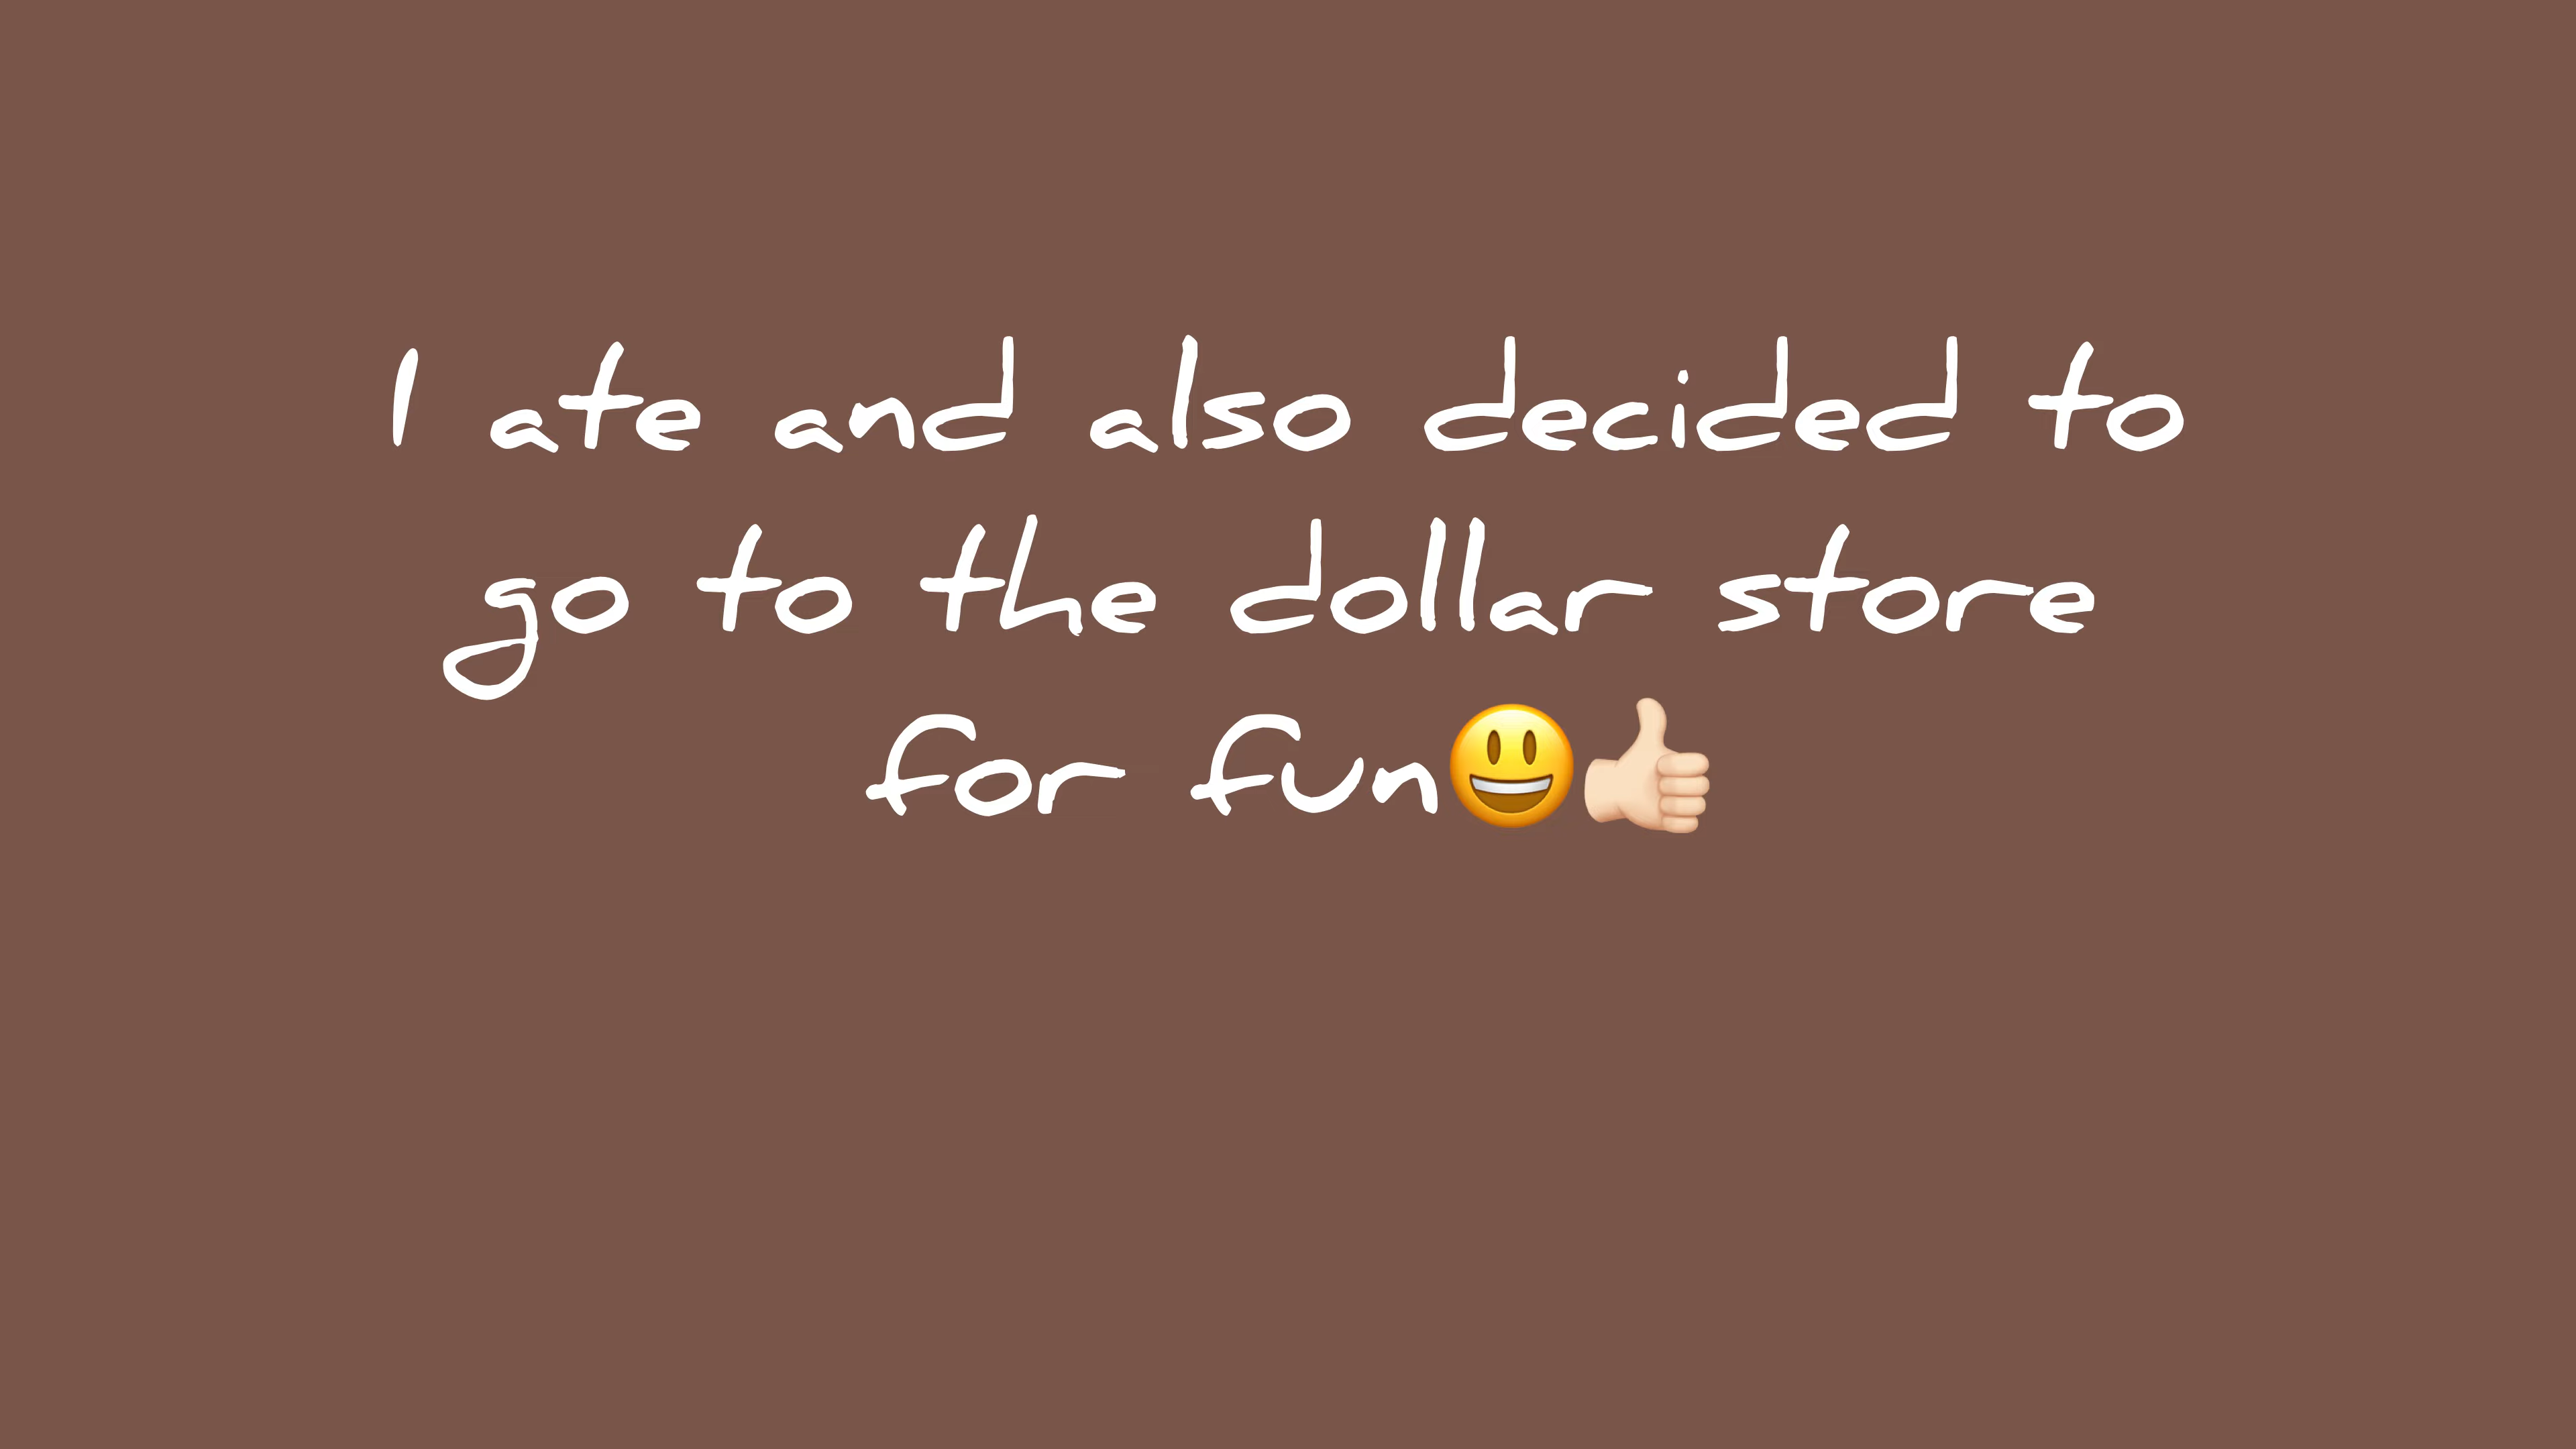 I ate and also decided to
go to the dollar store
for fun😃👍🏻